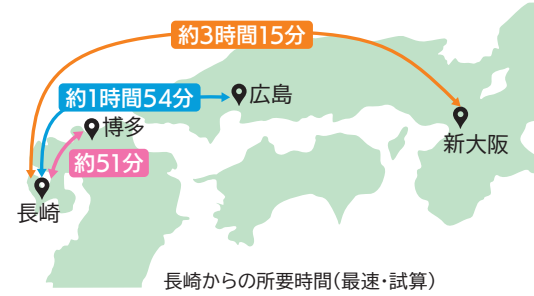 約3時間15分
約1時間54分
広島
博多
新大阪
約51分
長崎
長崎からの所要時間(最速・試算)